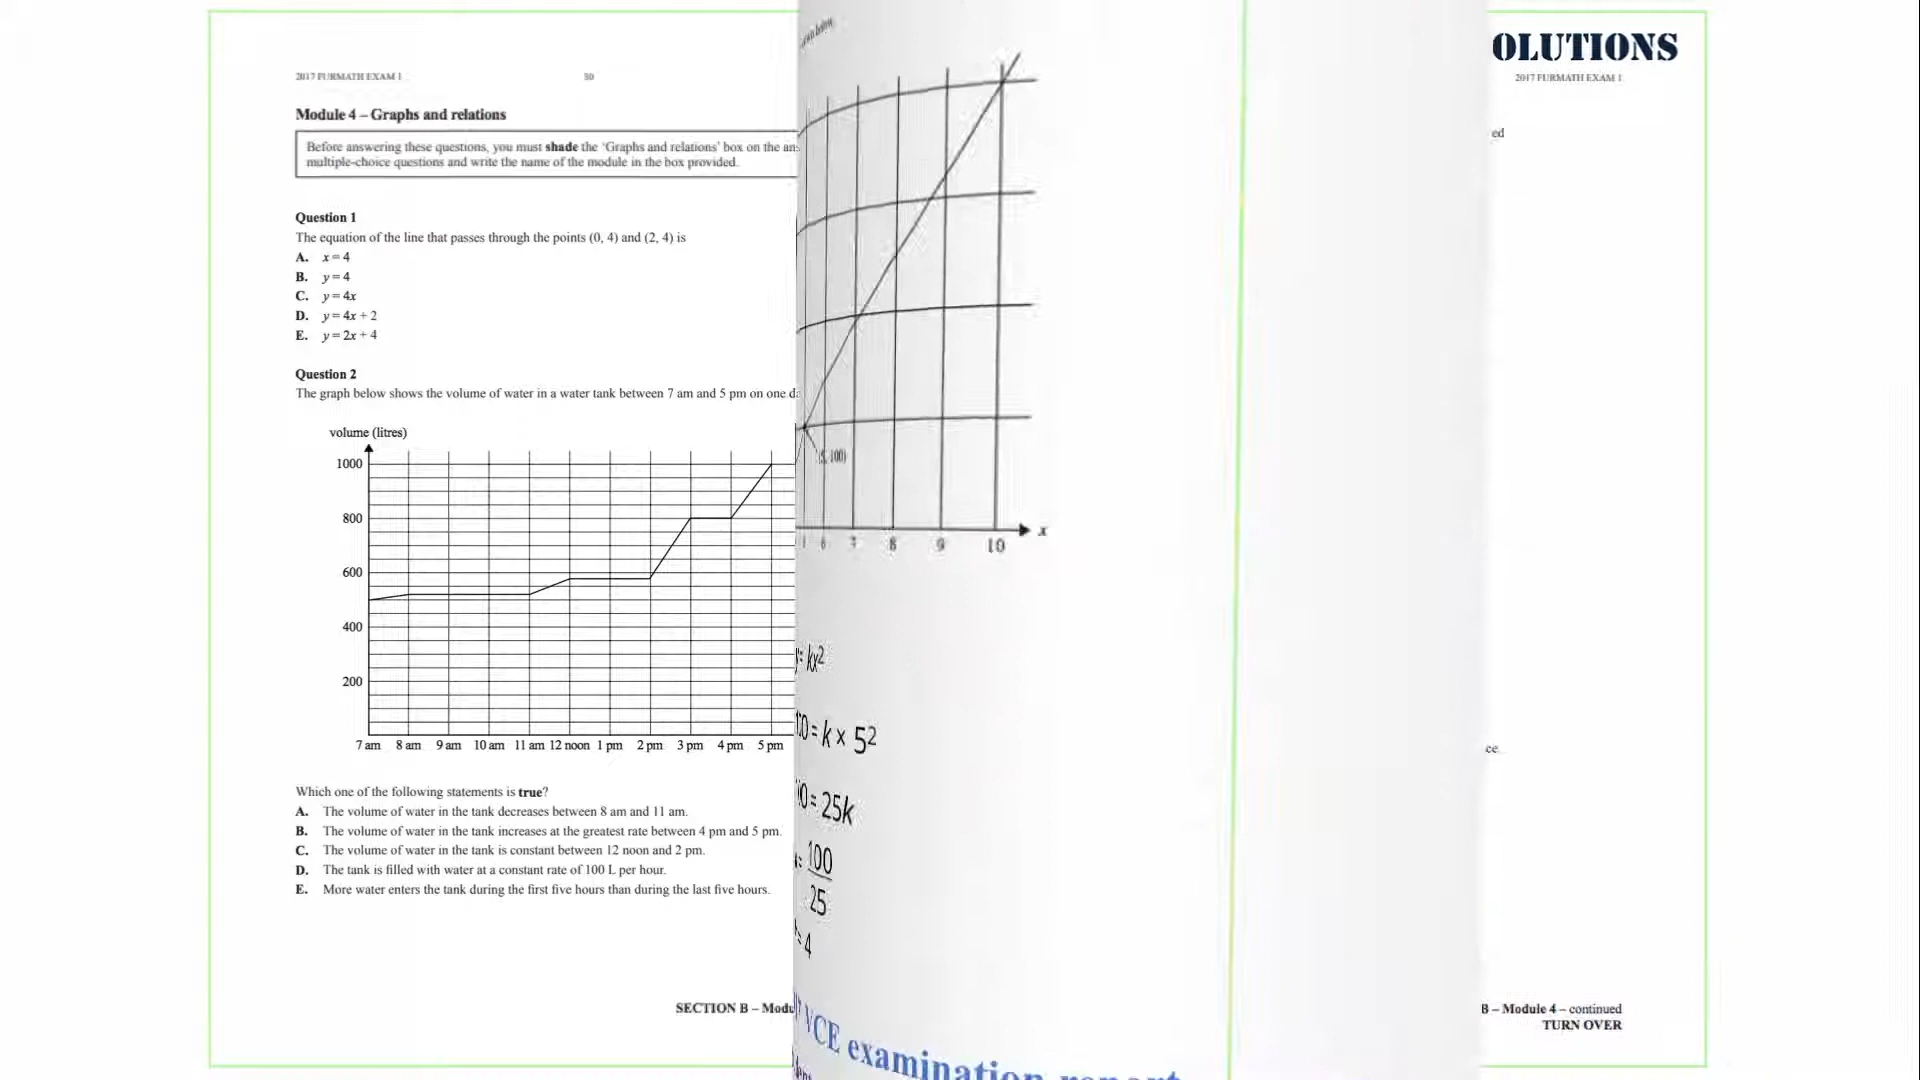 2017 FURMATH EXAM 1
30
Module 4 – Graphs and relations
Before answering these questions, you must shade the ‘Graphs and relations’ box on the
multiple-choice questions and write the name of the module in the box provided.
Question 1
The equation of the line that passes through the points (0, 4) and (2, 4) is
A. x = 4
B. y = 4
C. y = 4x
D. y = 4x + 2
E. y = 2x + 4
Question 2
The graph below shows the volume of water in a water tank between 7 am and 5 pm on one
volume (litres)
1000
800
600
400
200
7 am 8 am 9 am 10 am 11 am 12 noon 1 pm 2 pm 3 pm 4 pm 5 pm
Which one of the following statements is true?
A. The volume of water in the tank decreases between 8 am and 11 am.
B. The volume of water in the tank increases at the greatest rate between 4 pm and 5 pm.
C. The volume of water in the tank is constant between 12 noon and 2 pm.
D. The tank is filled with water at a constant rate of 100 L per hour.
E. More water enters the tank during the first five hours than during the last five hours.
SECTION B –
below
(5, 100)
6 7 8 9 10
x
= kx²
= k × 5²
= 25k
100
25
= 4
VCE examination report
OLUTIONS
2017 FURMATH EXAM 1
ed
ce.
B – Module 4 – continued
TURN OVER